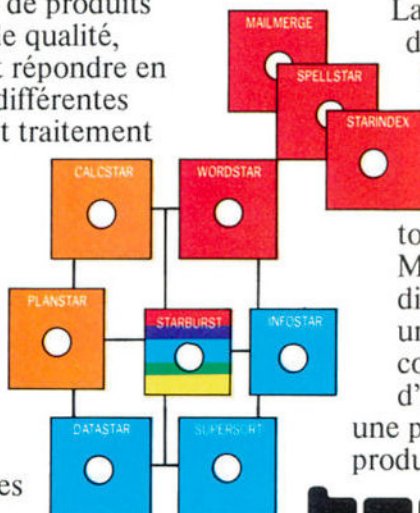 de produits
le qualité,
t répondre en
différentes
t traitement
La
d
MAILMERGE
SPELLSTAR
STARINDEX
CALCSTAR
WORDSTAR
to
M
di
un
co
d'
une p
produ
PLANSTAR
STARBURST
INFOSTAR
DATASTAR
SUPERSORT
es